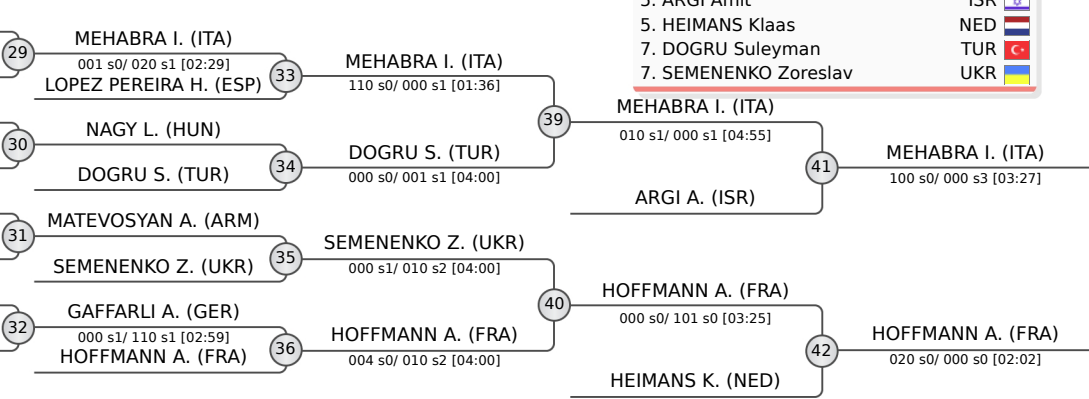 5. ARGI Amit ISR
5. HEIMANS Klaas NED
7. DOGRU Suleyman TUR
7. SEMENENKO Zoreslav UKR
29
MEHABRA I. (ITA)
001 s0/ 020 s1 [02:29]
LOPEZ PEREIRA H. (ESP)
33
MEHABRA I. (ITA)
110 s0/ 000 s1 [01:36]
30
NAGY L. (HUN)
DOGRU S. (TUR)
34
DOGRU S. (TUR)
000 s0/ 001 s1 [04:00]
39
MEHABRA I. (ITA)
010 s1/ 000 s1 [04:55]
ARGI A. (ISR)
41
MEHABRA I. (ITA)
100 s0/ 000 s3 [03:27]
31
MATEVOSYAN A. (ARM)
SEMENENKO Z. (UKR)
35
SEMENENKO Z. (UKR)
000 s1/ 010 s2 [04:00]
32
GAFFARLI A. (GER)
000 s1/ 110 s1 [02:59]
HOFFMANN A. (FRA)
36
HOFFMANN A. (FRA)
004 s0/ 010 s2 [04:00]
40
HOFFMANN A. (FRA)
000 s0/ 101 s0 [03:25]
HEIMANS K. (NED)
42
HOFFMANN A. (FRA)
020 s0/ 000 s0 [02:02]